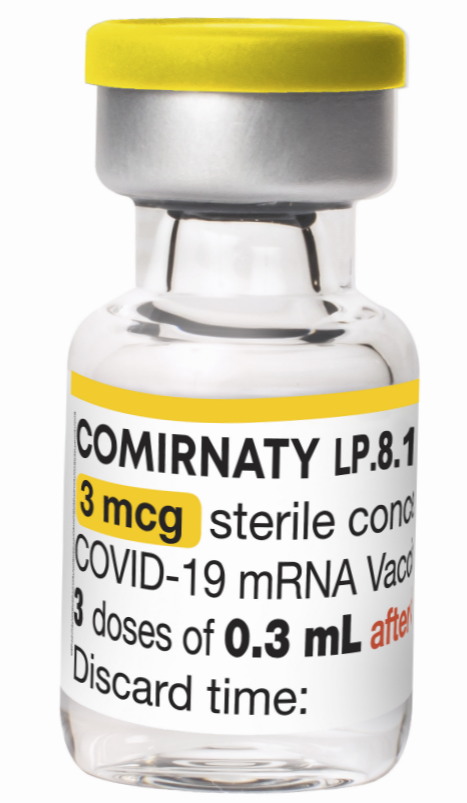 COMIRNATY LP.8.1
3 mcg sterile conc
COVID-19 mRNA Vacc
3 doses of 0.3 mL after
Discard time: